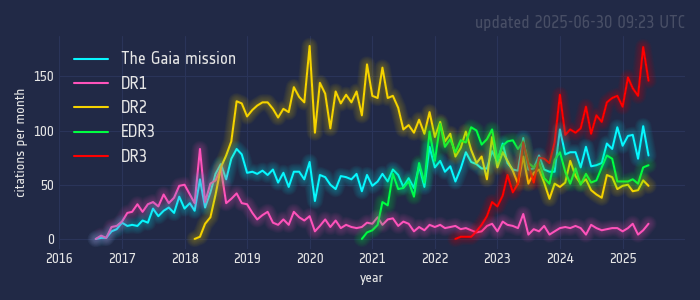 updated 2025-06-30 09:23 UTC
The Gaia mission
DR1
DR2
EDR3
DR3
citations per month
150
100
50
0
2016 2017 2018 2019 2020 2021 2022 2023 2024 2025
year